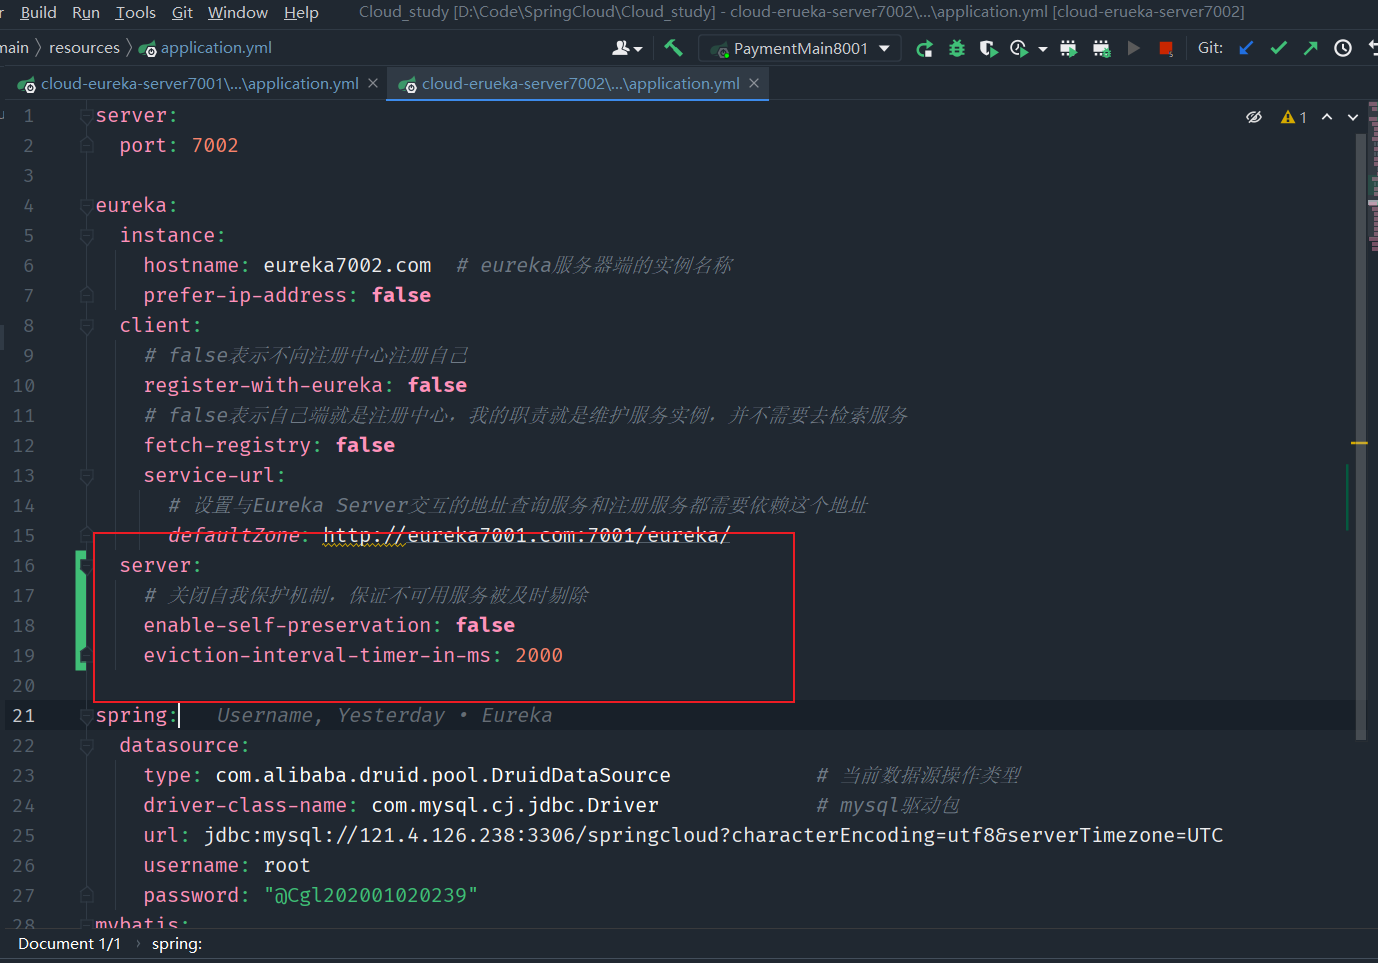 Build Run Tools Git Window Help Cloud_study [D:\Code\SpringCloud\Cloud_study] - cloud-erueka-server7002\...\application.yml [cloud-erueka-server7002]
main resources application.yml PaymentMain8001 Git:
cloud-eureka-server7001\...\application.yml cloud-erueka-server7002\...\application.yml
1 server: 1
2 port: 7002
3
4 eureka:
5 instance:
6 hostname: eureka7002.com # eureka服务器端的实例名称
7 prefer-ip-address: false
8 client:
9 # false表示不向注册中心注册自己
10 register-with-eureka: false
11 # false表示自己端就是注册中心，我的职责就是维护服务实例，并不需要去检索服务
12 fetch-registry: false
13 service-url:
14 # 设置与Eureka Server交互的地址查询服务和注册服务都需要依赖这个地址
15 defaultZone: http://eureka7001.com:7001/eureka/
16 server:
17 # 关闭自我保护机制，保证不可用服务被及时剔除
18 enable-self-preservation: false
19 eviction-interval-timer-in-ms: 2000
20
21 spring: Username, Yesterday • Eureka
22 datasource:
23 type: com.alibaba.druid.pool.DruidDataSource # 当前数据源操作类型
24 driver-class-name: com.mysql.cj.jdbc.Driver # mysql驱动包
25 url: jdbc:mysql://121.4.126.238:3306/springcloud?characterEncoding=utf8&serverTimezone=UTC
26 username: root
27 password: "@Cgl202001020239"
28 mybatis:
Document 1/1 › spring: